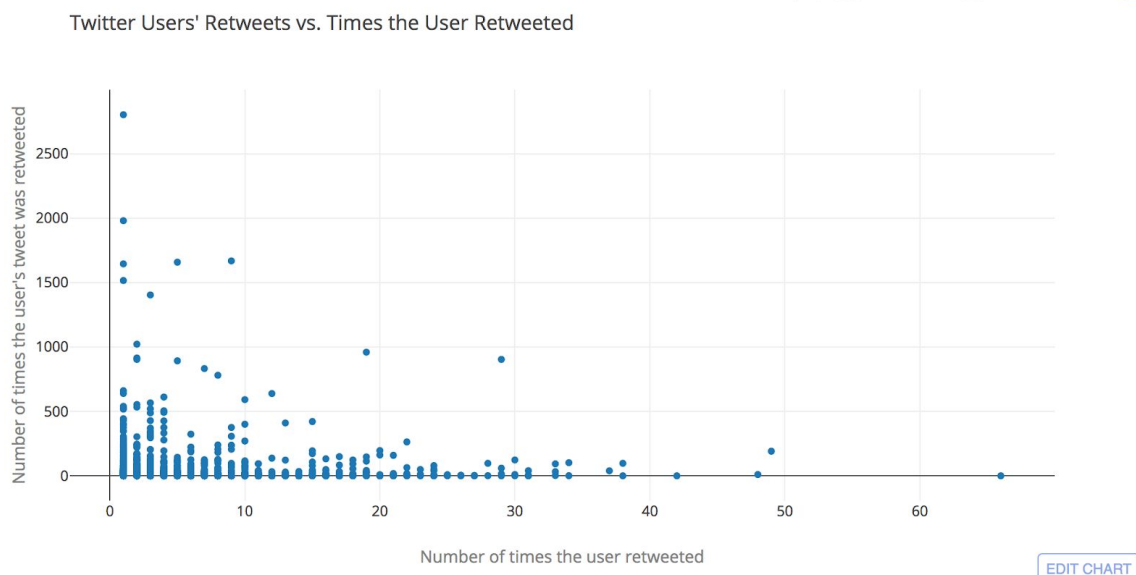 Twitter Users' Retweets vs. Times the User Retweeted
Number of times the user's tweet was retweeted
2500
2000
1500
1000
500
0
0 10 20 30 40 50 60
Number of times the user retweeted
EDIT CHART